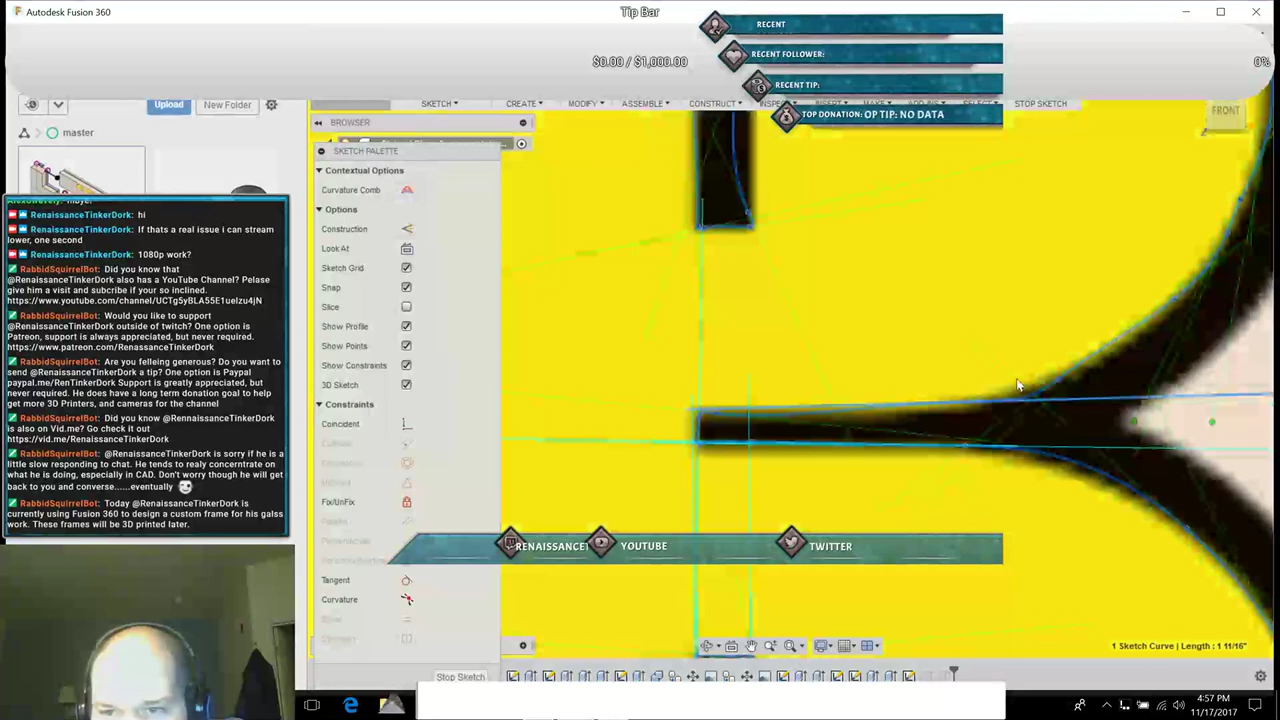 Autodesk Fusion 360
Tip Bar
RECENT
RECENT FOLLOWER:
$0.00 / $1,000.00
0%
RECENT TIP:
TOP DONATION: OP TIP: NO DATA
Upload
New Folder
SKETCH
CREATE
MODIFY
ASSEMBLE
CONSTRUCT
STOP SKETCH
FRONT
master
BROWSER
SKETCH PALETTE
Contextual Options
Curvature Comb
Options
Construction
Look At
Sketch Grid
Snap
Slice
Show Profile
Show Points
Show Constraints
3D Sketch
Constraints
Coincident
Fix/UnFix
Tangent
Curvature
Stop Sketch
RenaissanceTinkerDork: hi
RenaissanceTinkerDork: If thats a real issue i can stream
lower, one second
RenaissanceTinkerDork: 1080p work?
RabbidSquirrelBot: Did you know that
@RenaissanceTinkerDork also has a YouTube Channel? Pelase
give him a visit and subcribe if your so inclined.
https://www.youtube.com/channel/UCTg5yBLA55E1uelzu4jN
RabbidSquirrelBot: Would you like to support
@RenaissanceTinkerDork outside of twitch? One option is
Patreon, support is always appreciated, but never required.
https://www.patreon.com/RenaissanceTinkerDork
RabbidSquirrelBot: Are you felleing generous? Do you want to
send @RenaissanceTinkerDork a tip? One option is Paypal
paypal.me/RenTinkerDork Support is greatly appreciated, but
never required. He does have a long term donation goal to help
get more 3D Printers, and cameras for the channel
RabbidSquirrelBot: Did you know @RenaissanceTinkerDork
is also on Vid.me? Go check it out
https://vid.me/RenaissanceTinkerDork
RabbidSquirrelBot: @RenaissanceTinkerDork is sorry if he is a
little slow responding to chat. He tends to realy concerntrate on
what he is doing, especially in CAD. Don't worry though he will get
back to you and converse......eventually
RabbidSquirrelBot: Today @RenaissanceTinkerDork is
currently using Fusion 360 to design a custom frame for his galss
work. These frames will be 3D printed later.
RENAISSANCET
YOUTUBE
TWITTER
1 Sketch Curve | Length : 1 11/16"
4:57 PM
11/17/2017